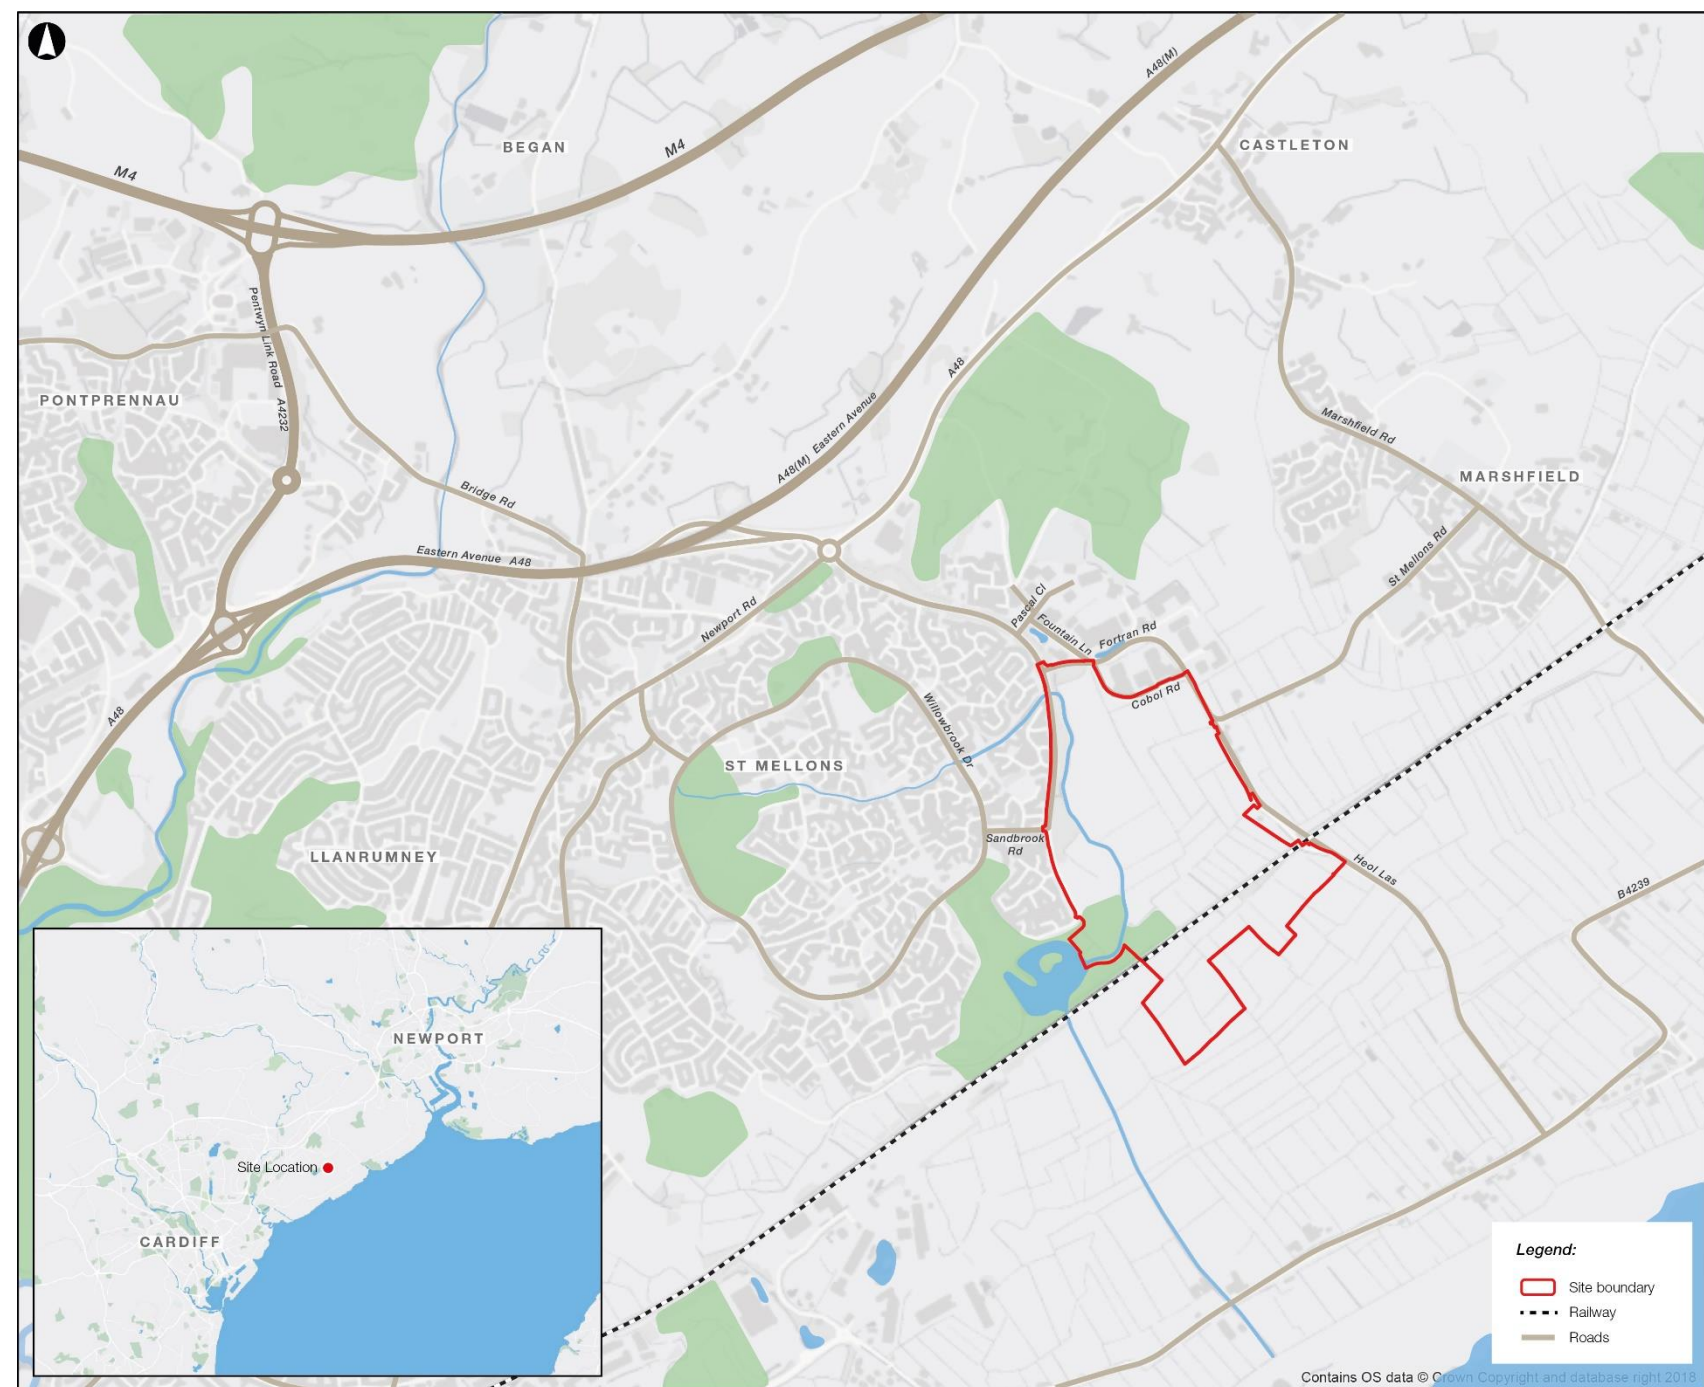 A48(M)
BEGAN
M4
CASTLETON
M4
Pentwyn Link Road A4232
A48
PONTPRENNAU
Marshfield Rd
A48(M) Eastern Avenue
MARSHFIELD
Bridge Rd
St Mellons Rd
Eastern Avenue A48
Pascal Cl
Newport Rd
Fountain Ln
Fortran Rd
Cobol Rd
A48
Willowbrook Dr
ST MELLONS
Sandbrook
Rd
LLANRUMNEY
Heol Las
B4239
NEWPORT
Site Location
CARDIFF
Legend:
Site boundary
Railway
Roads
Contains OS data © Crown Copyright and database right 2018